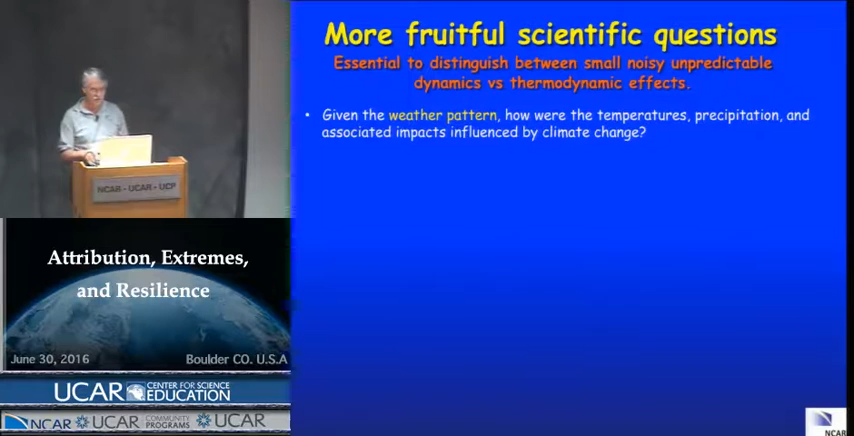 More fruitful scientific questions
Essential to distinguish between small noisy unpredictable
dynamics vs thermodynamic effects.
• Given the weather pattern, how were the temperatures, precipitation, and
associated impacts influenced by climate change?
NCAR - UCAR - UCP
Attribution, Extremes,
and Resilience
June 30, 2016 Boulder CO. U.S.A
UCAR CENTER FOR SCIENCE
EDUCATION
NCAR UCAR COMMUNITY
PROGRAMS UCAR
NCAR